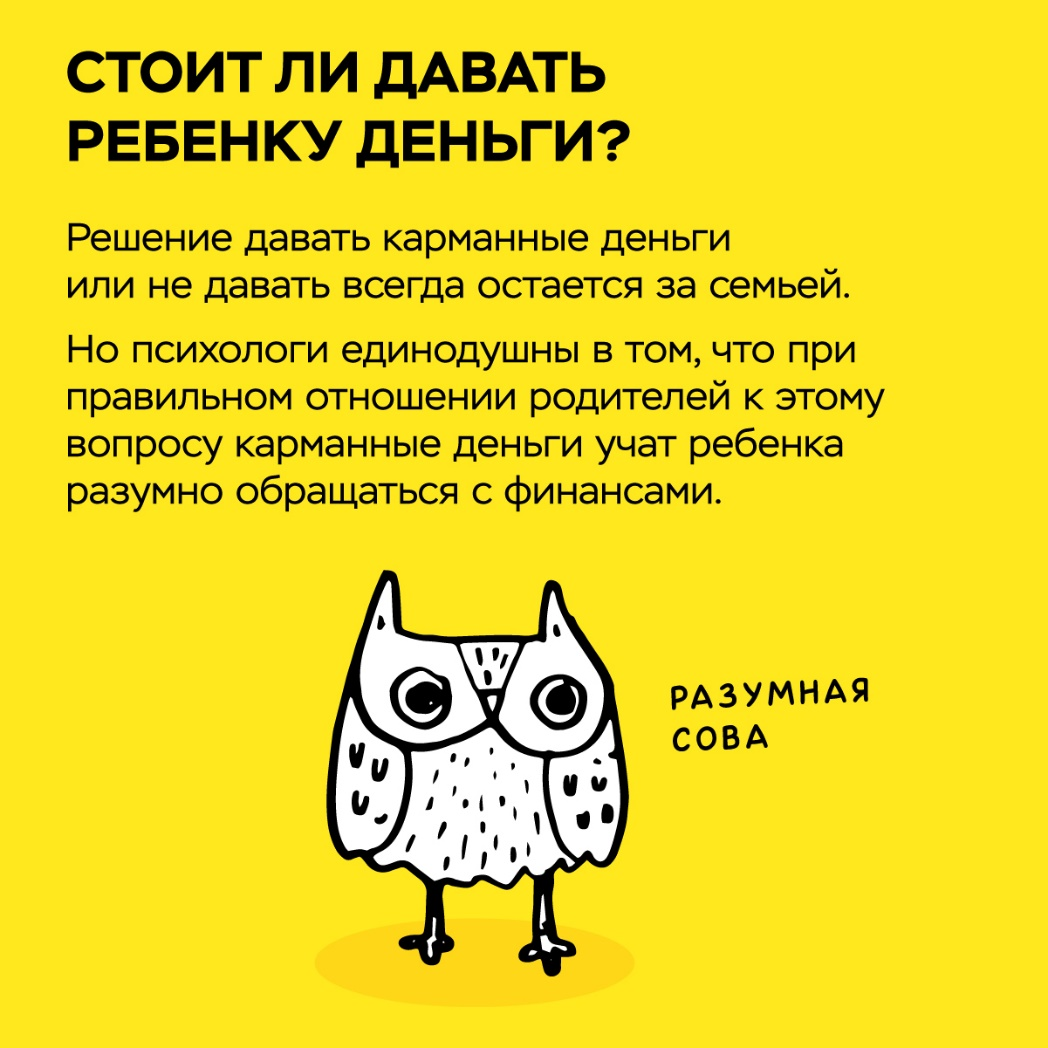 СТОИТ ЛИ ДАВАТЬ
РЕБЕНКУ ДЕНЬГИ?
Решение давать карманные деньги
или не давать всегда остается за семьей.
Но психологи единодушны в том, что при
правильном отношении родителей к этому
вопросу карманные деньги учат ребенка
разумно обращаться с финансами.
РАЗУМНАЯ
СОВА